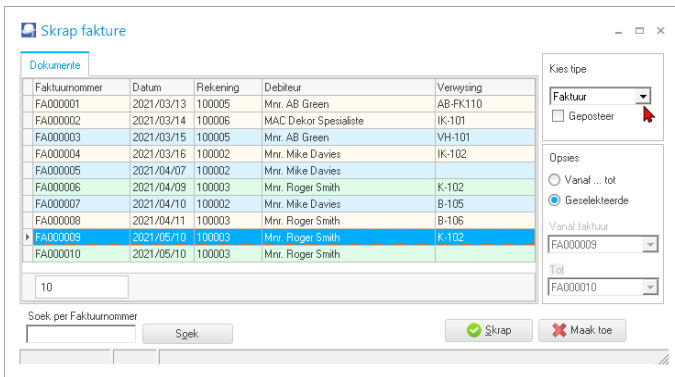 Skrap fakture
Dokumente
Faktuurnommer Datum Rekening Debiteur Verwysing
FA000001 2021/03/13 100005 Mnr. AB Green AB-FK110
FA000002 2021/03/14 100006 MAC Dekor Spesialiste IK-101
FA000003 2021/03/15 100005 Mnr. AB Green VH-101
FA000004 2021/03/16 100002 Mnr. Mike Davies IK-102
FA000005 2021/04/07 100002 Mnr. Mike Davies
FA000006 2021/04/09 100003 Mnr. Roger Smith K-102
FA000007 2021/04/10 100002 Mnr. Mike Davies B-105
FA000008 2021/04/11 100003 Mnr. Roger Smith B-106
FA000009 2021/05/10 100003 Mnr. Roger Smith K-102
FA000010 2021/05/10 100003 Mnr. Roger Smith
10
Kies tipe
Faktuur
Geposteer
Opsies
Vanaf ... tot
Geselekteerde
Vanaf faktuur
FA000009
Tot
FA000010
Soek per Faktuurnommer
Soek
Skrap
Maak toe